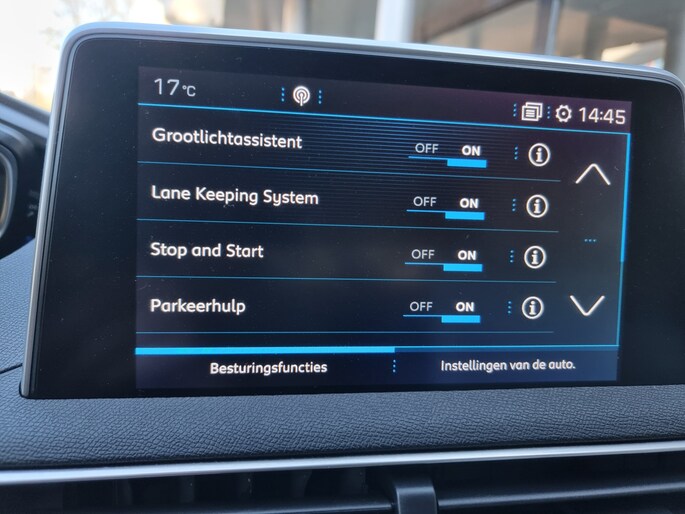 17°C
14:45
Grootlichtassistent OFF ON
Lane Keeping System OFF ON
Stop and Start OFF ON
Parkeerhulp OFF ON
Besturingsfuncties Instellingen van de auto.